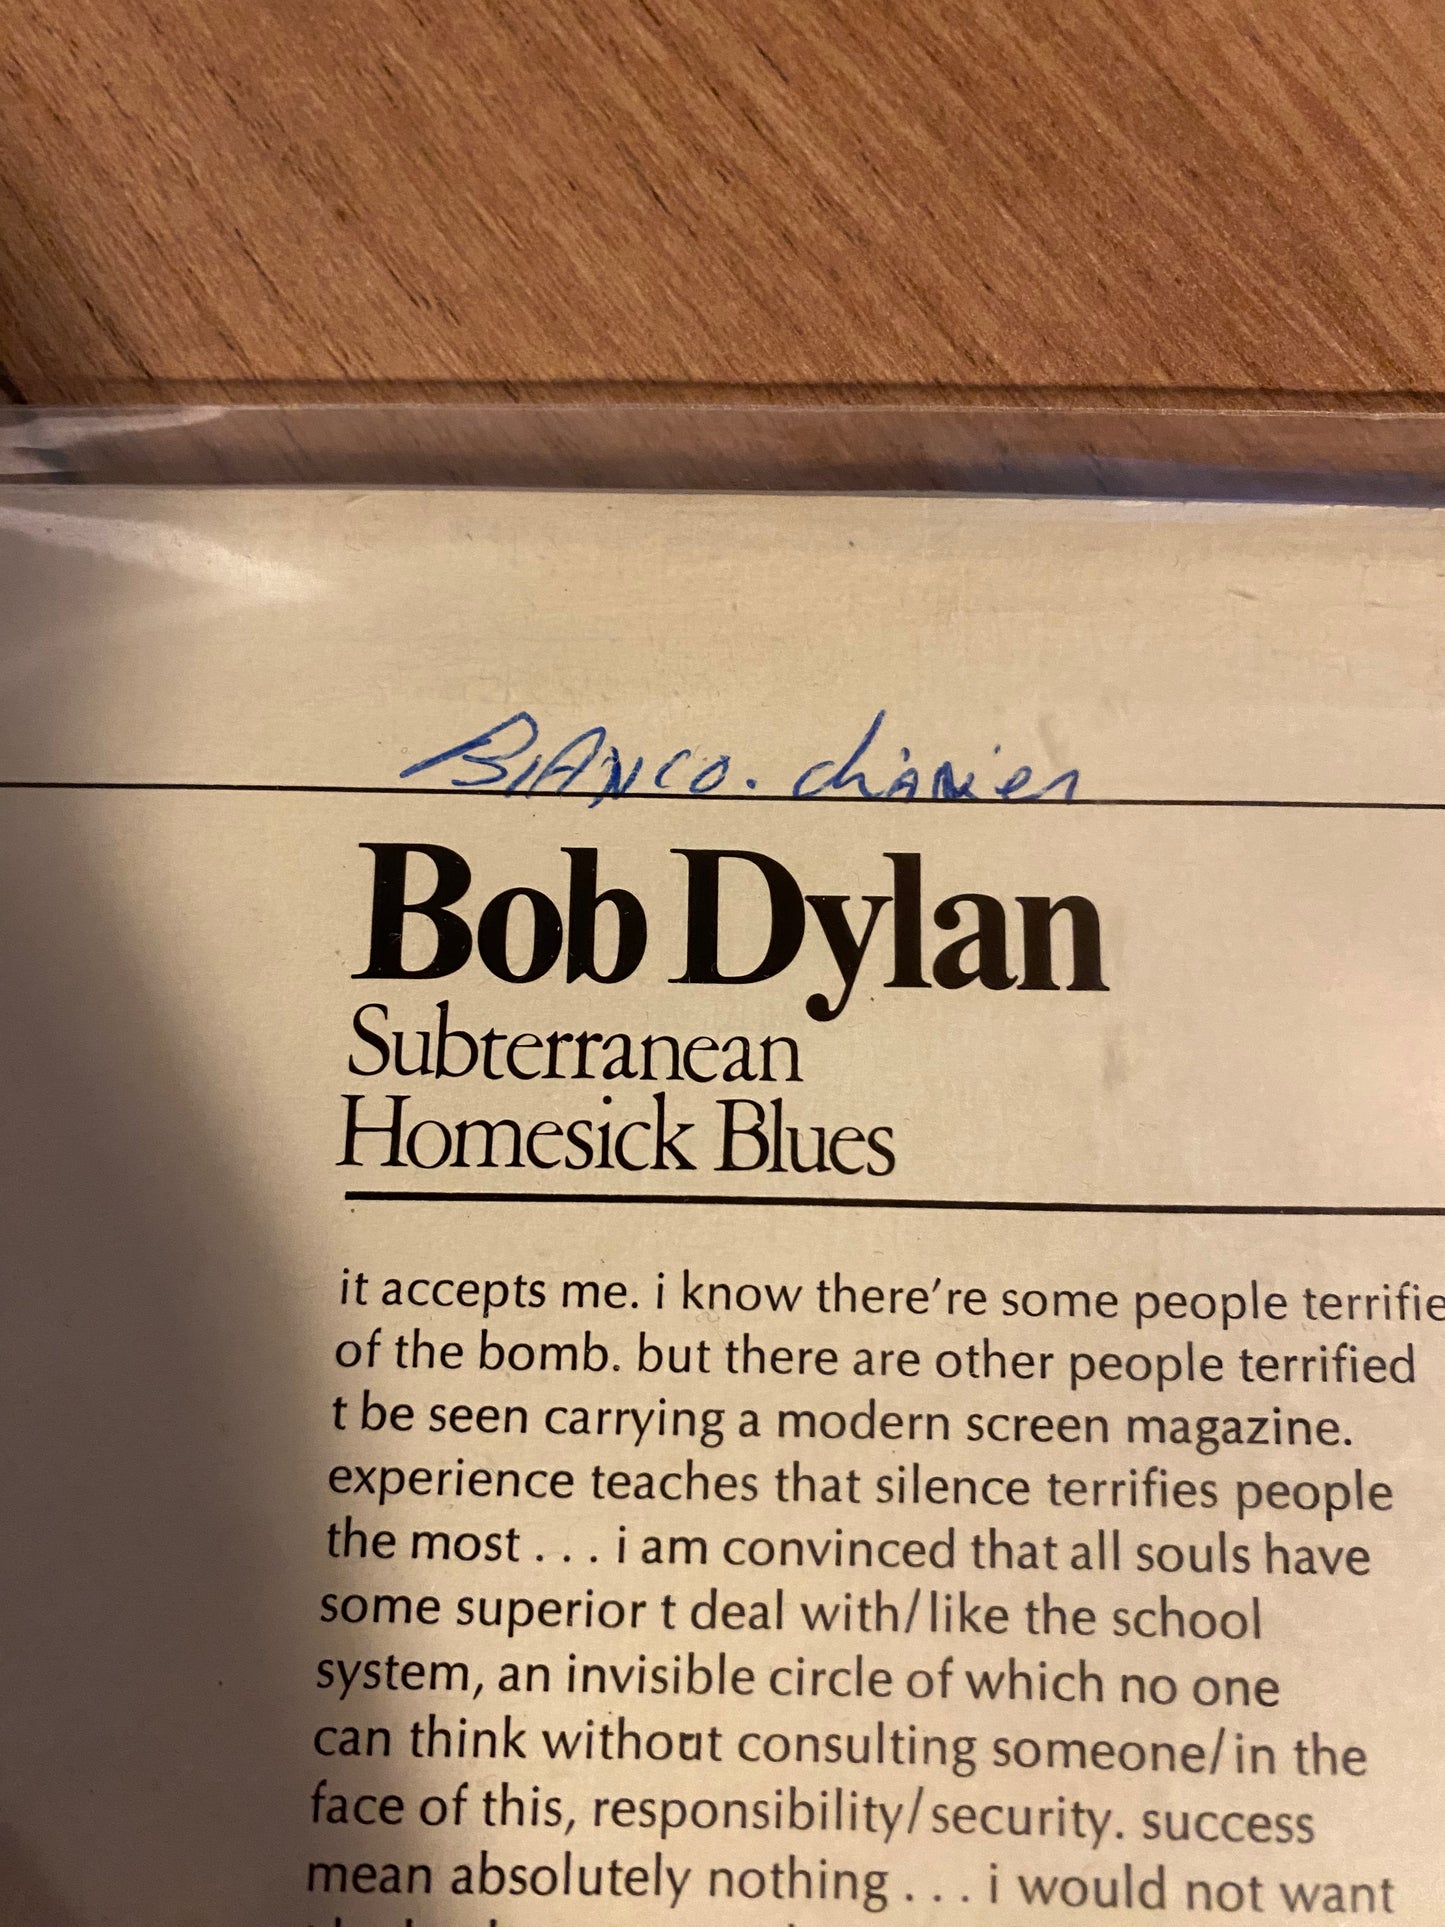 BIANCO.
Bob Dylan
Subterranean
Homesick Blues
it accepts me. i know there're some people terrifie
of the bomb. but there are other people terrified
t be seen carrying a modern screen magazine.
experience teaches that silence terrifies people
the most . . . i am convinced that all souls have
some superior t deal with/like the school
system, an invisible circle of which no one
can think without consulting someone/in the
face of this, responsibility/security. success
mean absolutely nothing . . . i would not want